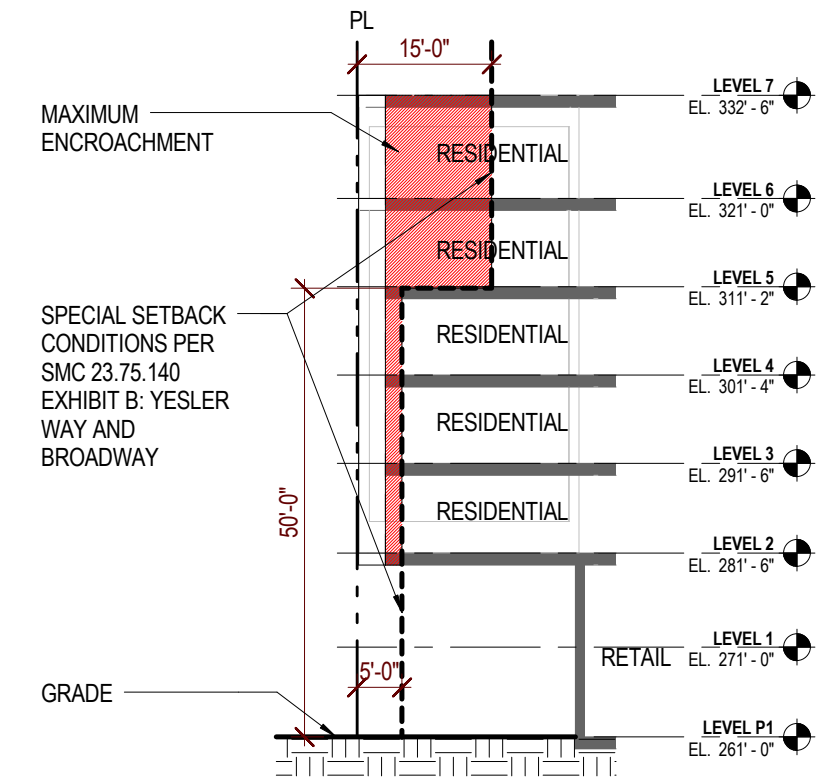 PL
15'-0"
MAXIMUM
ENCROACHMENT
LEVEL 7
EL. 332' - 6"
RESIDENTIAL
LEVEL 6
EL. 321' - 0"
RESIDENTIAL
LEVEL 5
EL. 311' - 2"
SPECIAL SETBACK
CONDITIONS PER
SMC 23.75.140
EXHIBIT B: YESLER
WAY AND
BROADWAY
RESIDENTIAL
LEVEL 4
EL. 301' - 4"
RESIDENTIAL
LEVEL 3
EL. 291' - 6"
50'-0"
RESIDENTIAL
LEVEL 2
EL. 281' - 6"
LEVEL 1
EL. 271' - 0"
RETAIL
5'-0"
GRADE
LEVEL P1
EL. 261' - 0"